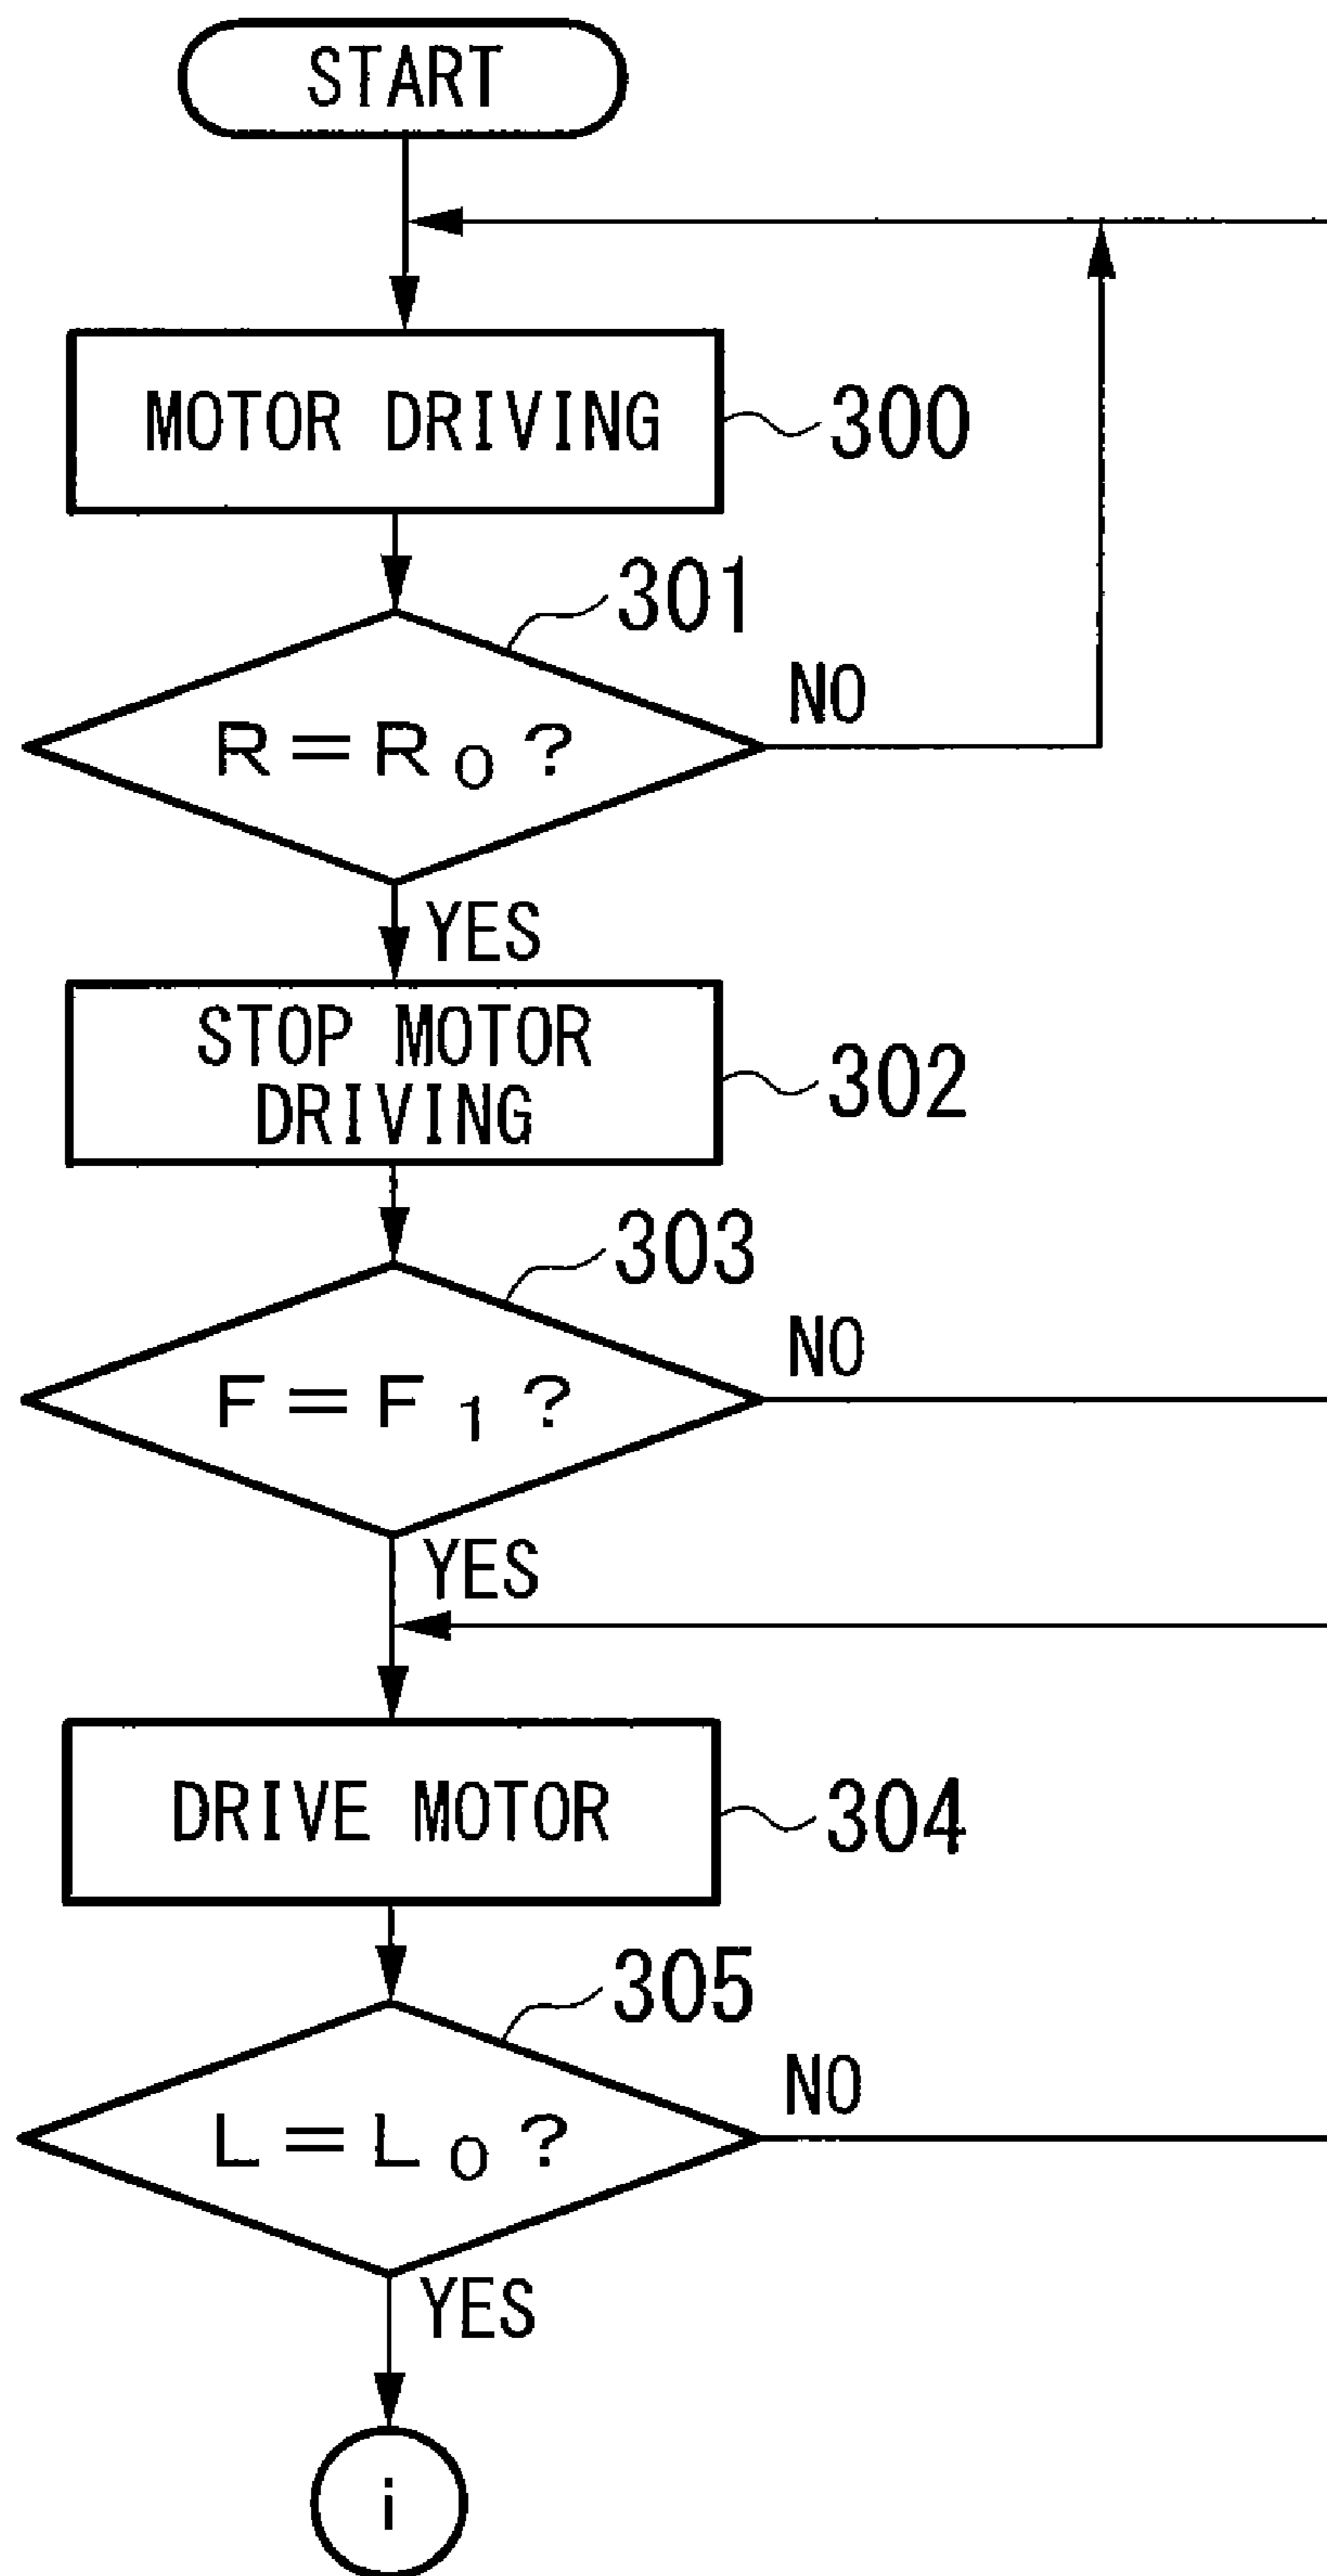 START
MOTOR DRIVING
300
301
R=R₀?
NO
YES
STOP MOTOR
DRIVING
302
303
F=F₁?
NO
YES
DRIVE MOTOR
304
305
L=L₀?
NO
YES
i